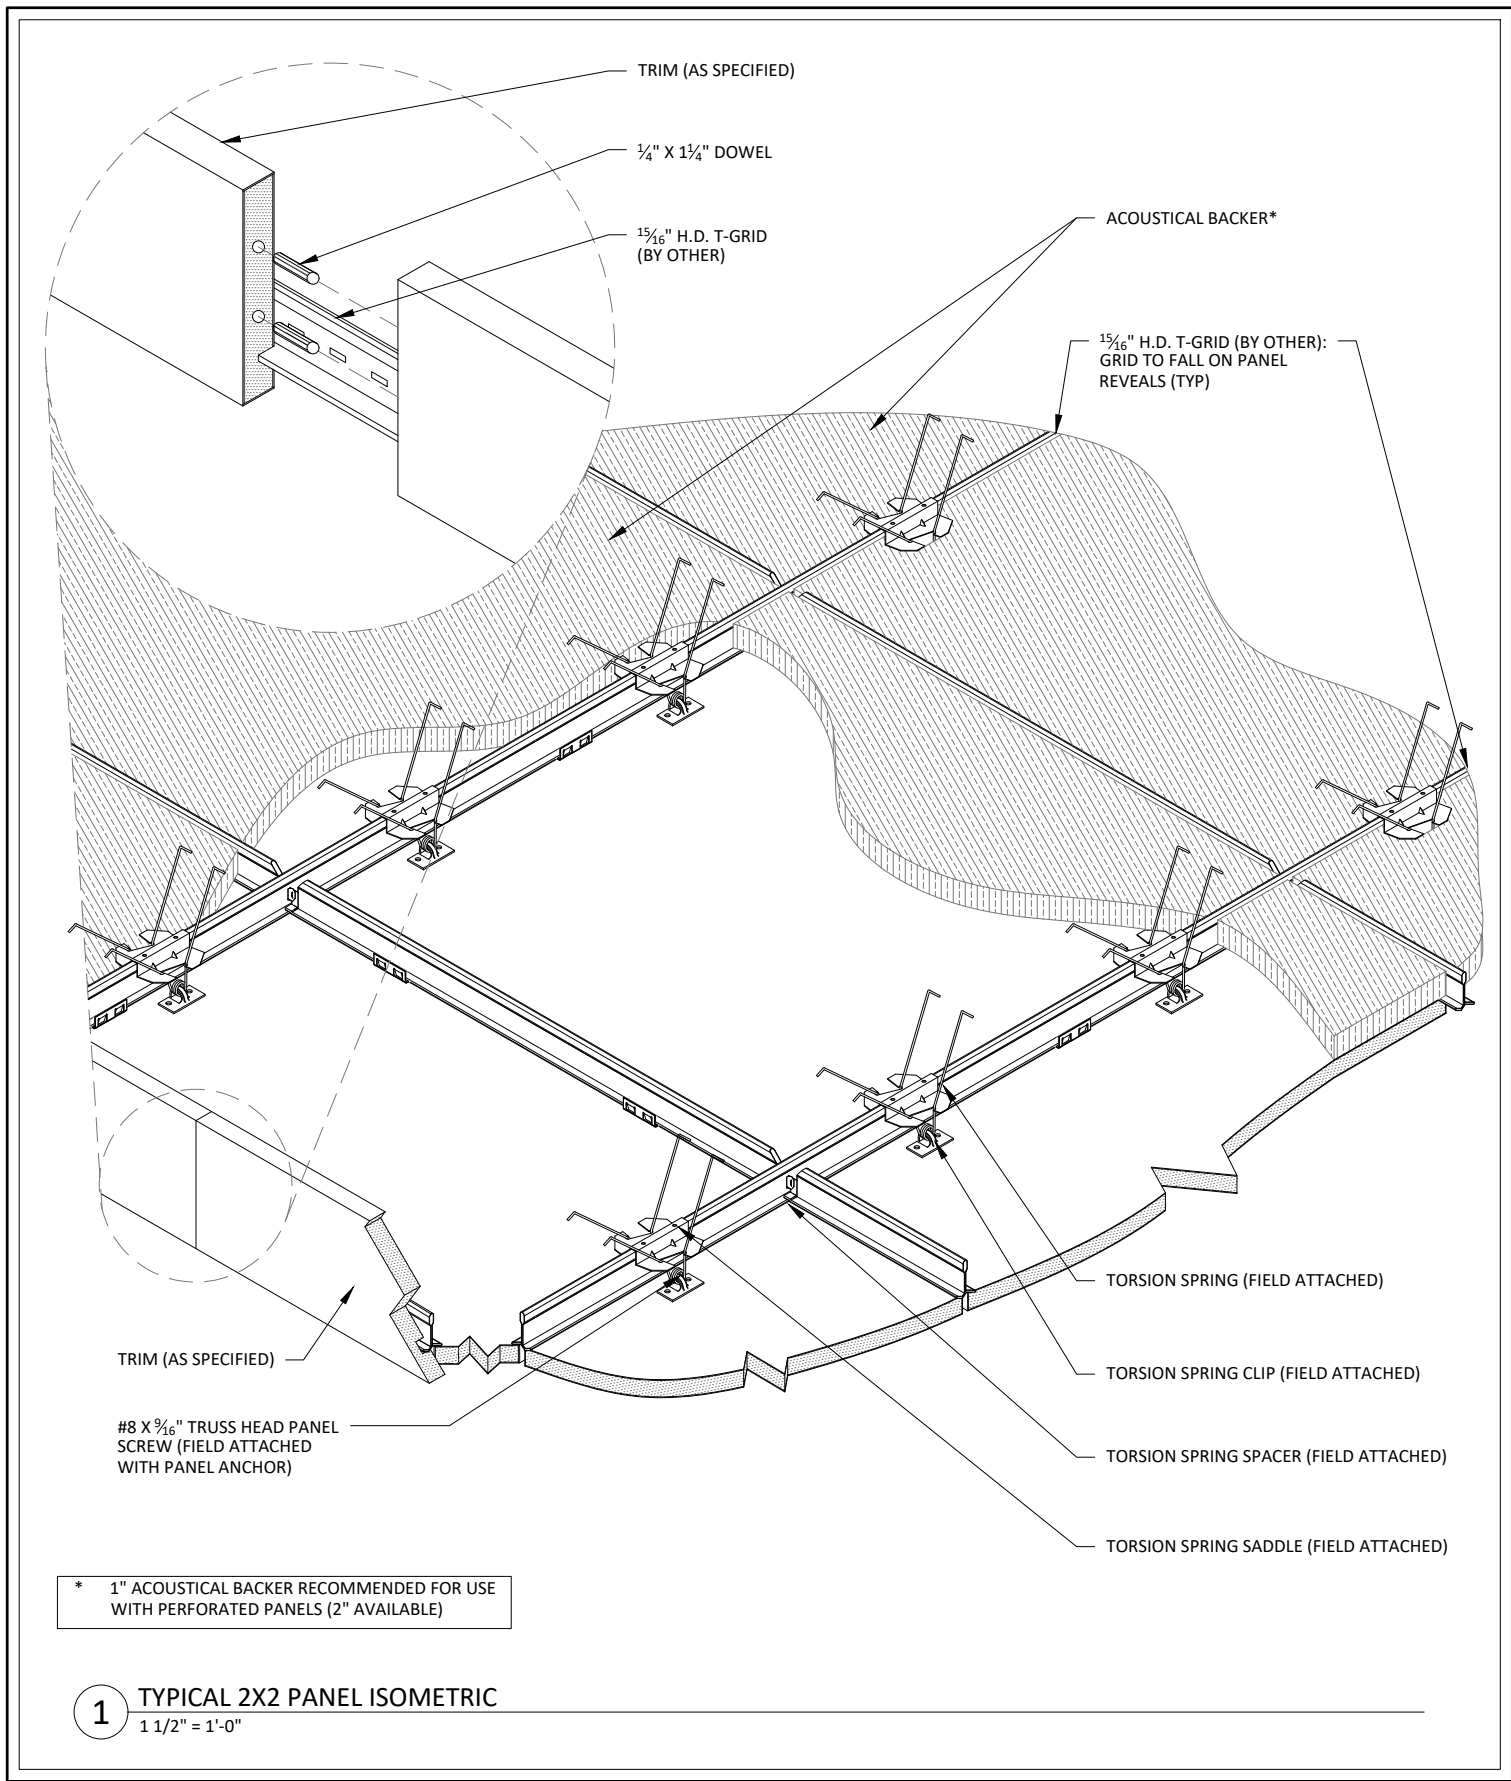 TRIM (AS SPECIFIED)
¼" X 1¼" DOWEL
15⁄16" H.D. T-GRID
(BY OTHER)
ACOUSTICAL BACKER*
15⁄16" H.D. T-GRID (BY OTHER):
GRID TO FALL ON PANEL
REVEALS (TYP)
TORSION SPRING (FIELD ATTACHED)
TRIM (AS SPECIFIED)
TORSION SPRING CLIP (FIELD ATTACHED)
#8 X 9⁄16" TRUSS HEAD PANEL
SCREW (FIELD ATTACHED
WITH PANEL ANCHOR)
TORSION SPRING SPACER (FIELD ATTACHED)
TORSION SPRING SADDLE (FIELD ATTACHED)
* 1" ACOUSTICAL BACKER RECOMMENDED FOR USE
WITH PERFORATED PANELS (2" AVAILABLE)
1 TYPICAL 2X2 PANEL ISOMETRIC
1 1/2" = 1'-0"